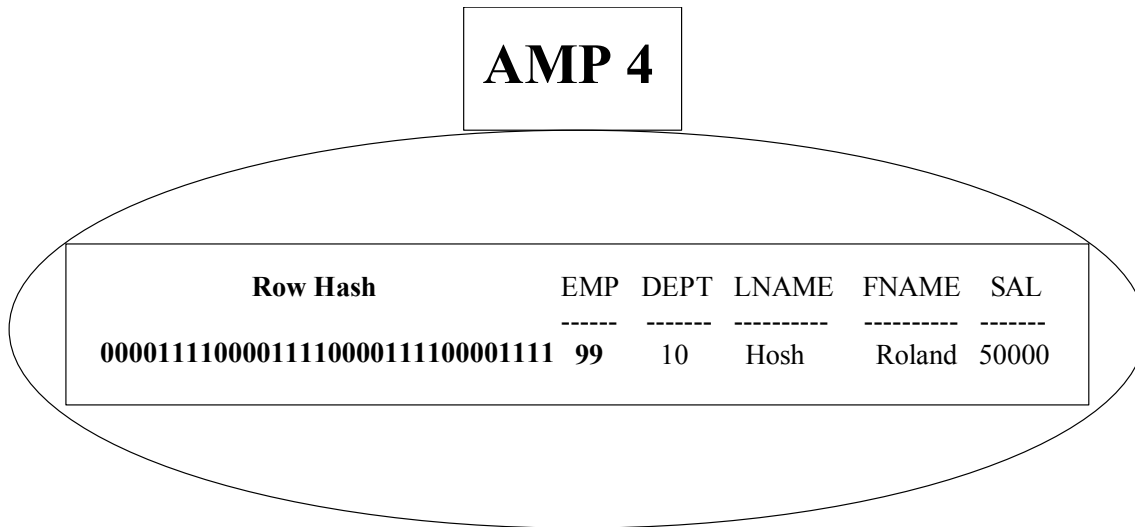 AMP 4
Row Hash EMP DEPT LNAME FNAME SAL
------ ------- ---------- ---------- -------
00001111000011110000111100001111 99 10 Hosh Roland 50000